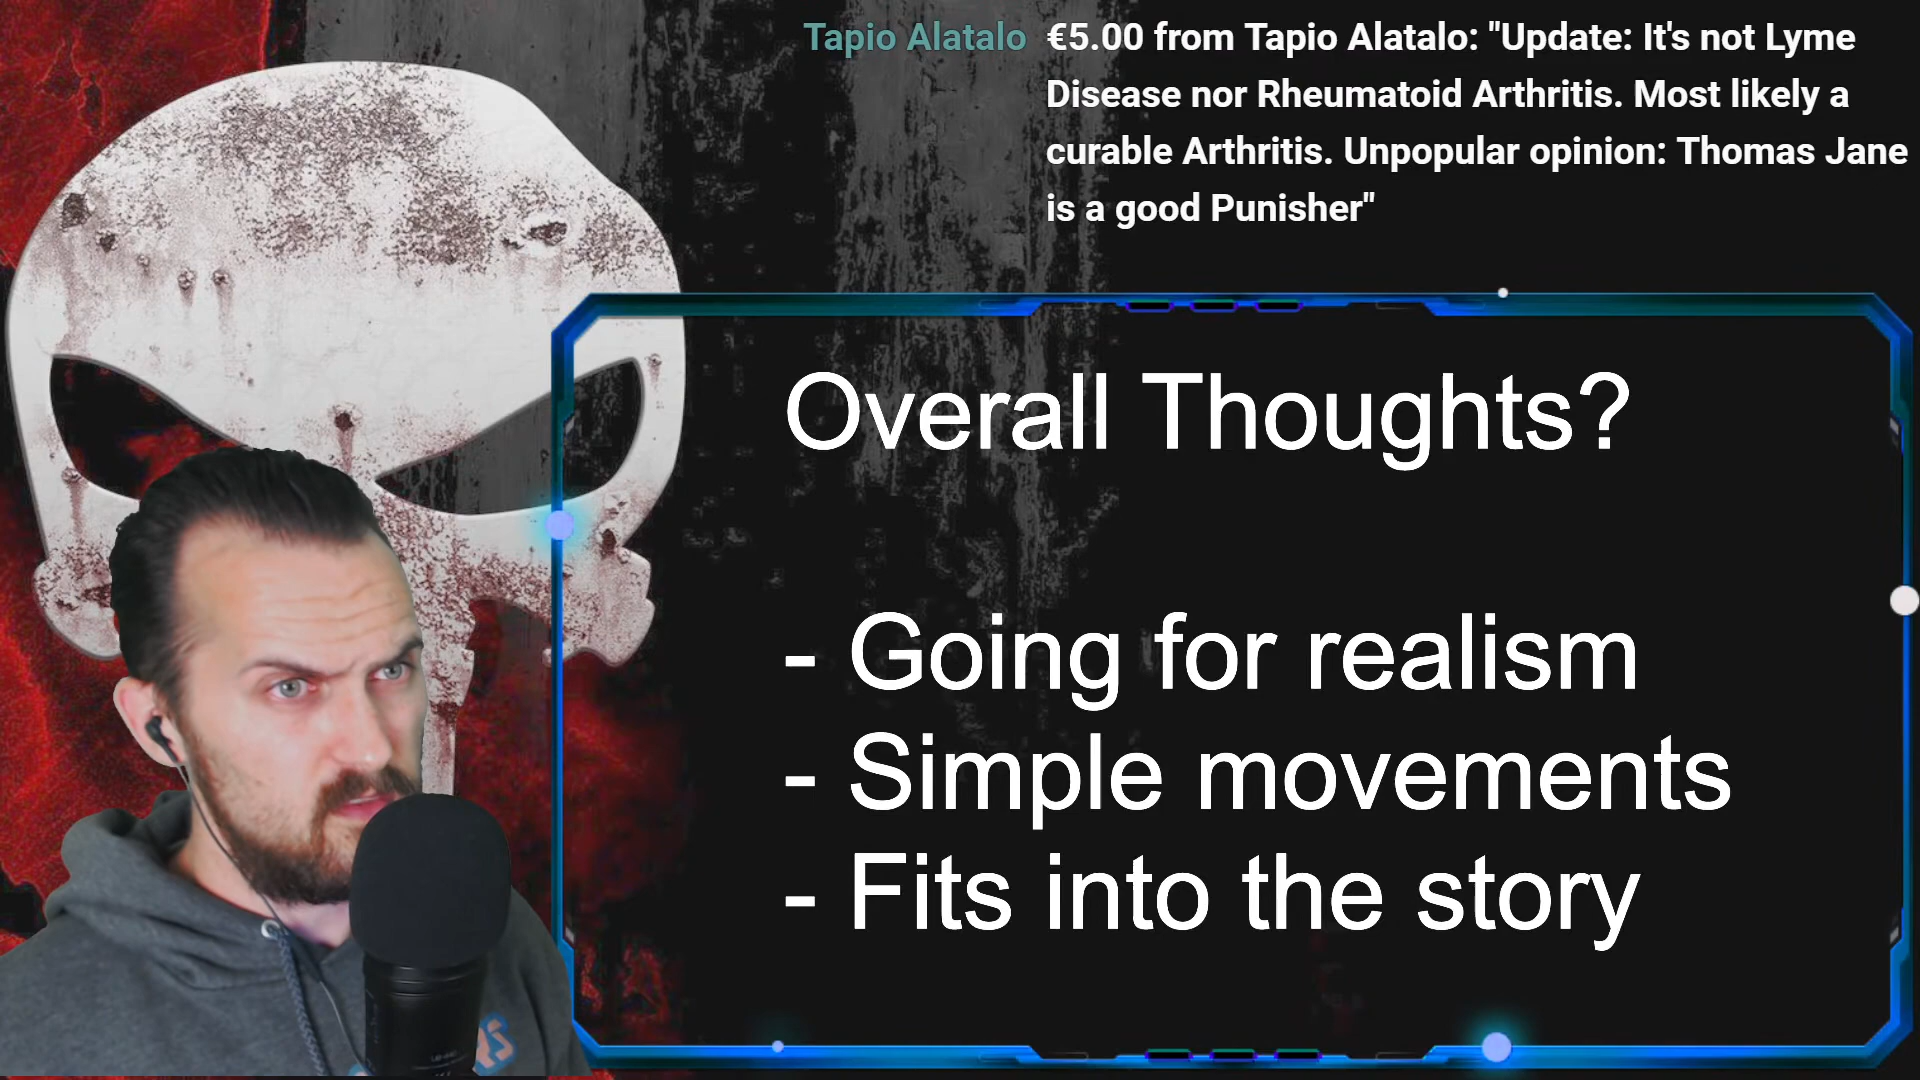 Tapio Alatalo €5.00 from Tapio Alatalo: "Update: It's not Lyme
Disease nor Rheumatoid Arthritis. Most likely a
curable Arthritis. Unpopular opinion: Thomas Jane
is a good Punisher"
Overall Thoughts?
- Going for realism
- Simple movements
- Fits into the story